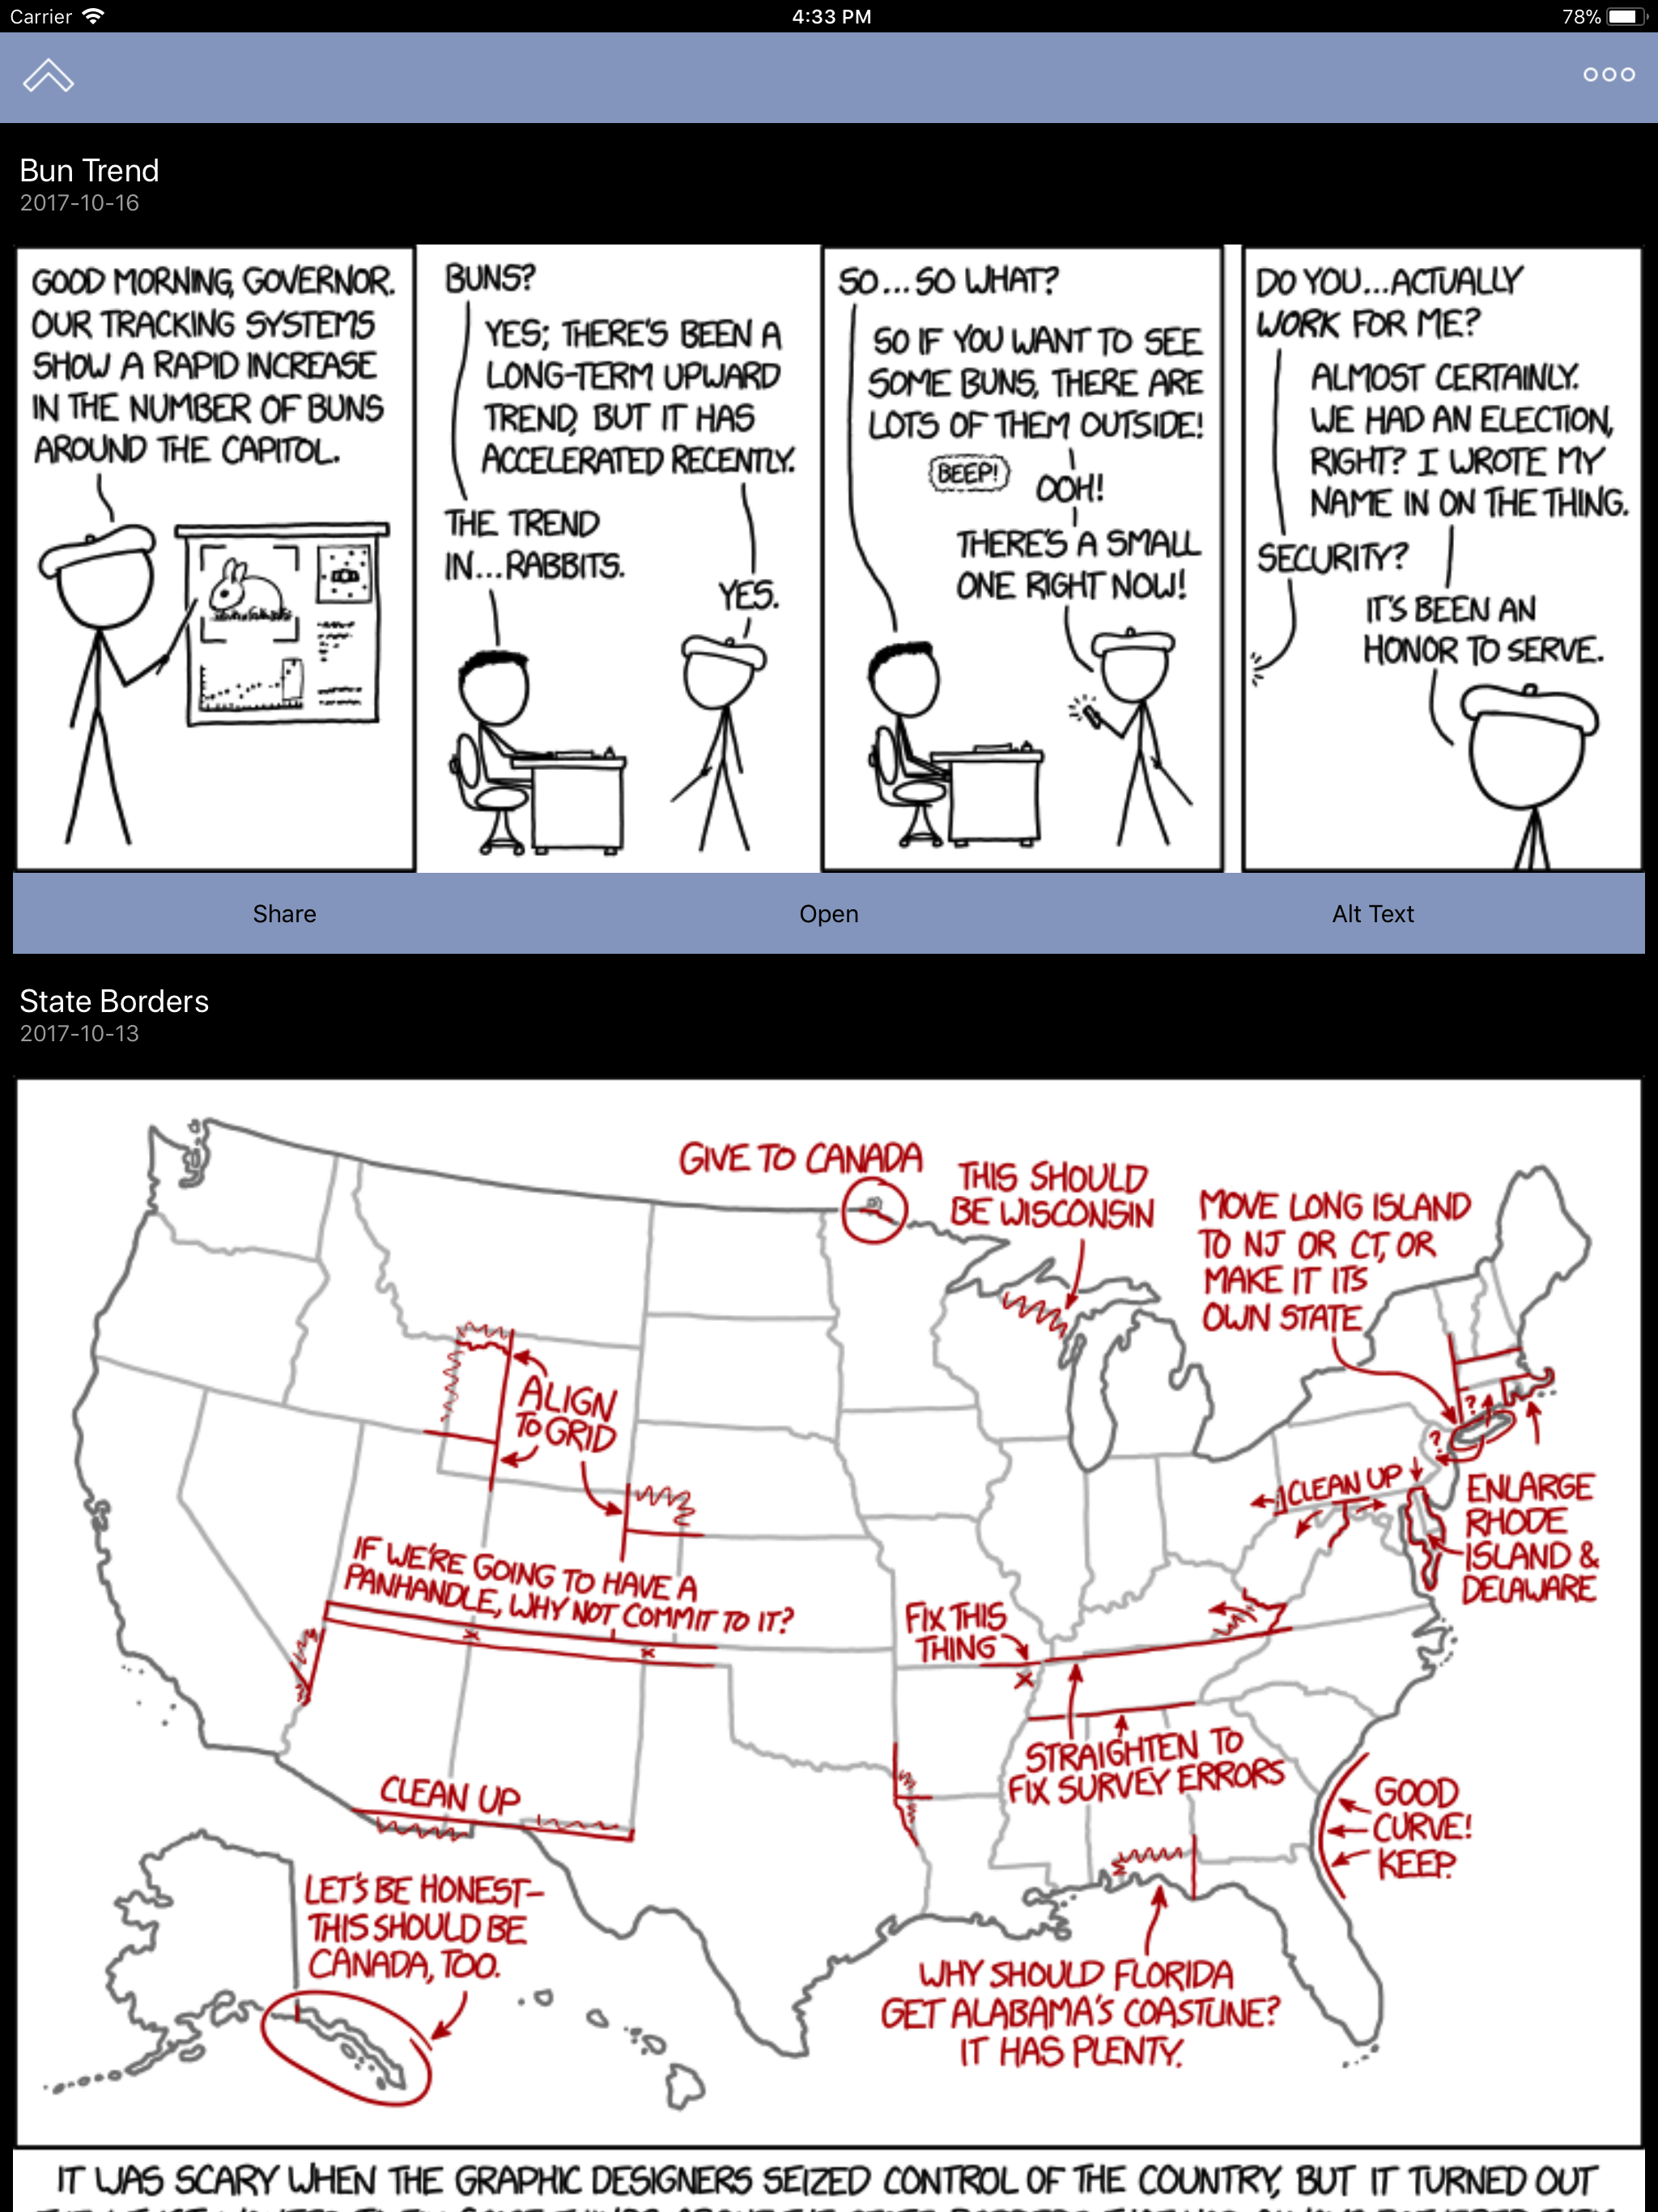 Carrier
4:33 PM
78%
Bun Trend
2017-10-16
GOOD MORNING, GOVERNOR.
OUR TRACKING SYSTEMS
SHOW A RAPID INCREASE
IN THE NUMBER OF BUNS
AROUND THE CAPITOL.
BUNS?
YES; THERE'S BEEN A
LONG-TERM UPWARD
TREND, BUT IT HAS
ACCELERATED RECENTLY.
THE TREND
IN...RABBITS.
YES.
SO...SO WHAT?
SO IF YOU WANT TO SEE
SOME BUNS, THERE ARE
LOTS OF THEM OUTSIDE!
BEEP!
OOH!
THERE'S A SMALL
ONE RIGHT NOW!
DO YOU...ACTUALLY
WORK FOR ME?
ALMOST CERTAINLY.
WE HAD AN ELECTION,
RIGHT? I WROTE MY
NAME IN ON THE THING.
SECURITY?
IT'S BEEN AN
HONOR TO SERVE.
Share
Open
Alt Text
State Borders
2017-10-13
GIVE TO CANADA
THIS SHOULD
BE WISCONSIN
MOVE LONG ISLAND
TO NJ OR CT, OR
MAKE IT ITS
OWN STATE
ALIGN
TO GRID
?
?
CLEAN UP
ENLARGE
RHODE
ISLAND &
DELAWARE
IF WE'RE GOING TO HAVE A
PANHANDLE, WHY NOT COMMIT TO IT?
FIX THIS
THING
STRAIGHTEN TO
FIX SURVEY ERRORS
CLEAN UP
GOOD
CURVE!
KEEP.
LET'S BE HONEST—
THIS SHOULD BE
CANADA, TOO.
WHY SHOULD FLORIDA
GET ALABAMA'S COASTLINE?
IT HAS PLENTY.
IT WAS SCARY WHEN THE GRAPHIC DESIGNERS SEIZED CONTROL OF THE COUNTRY, BUT IT TURNED OUT